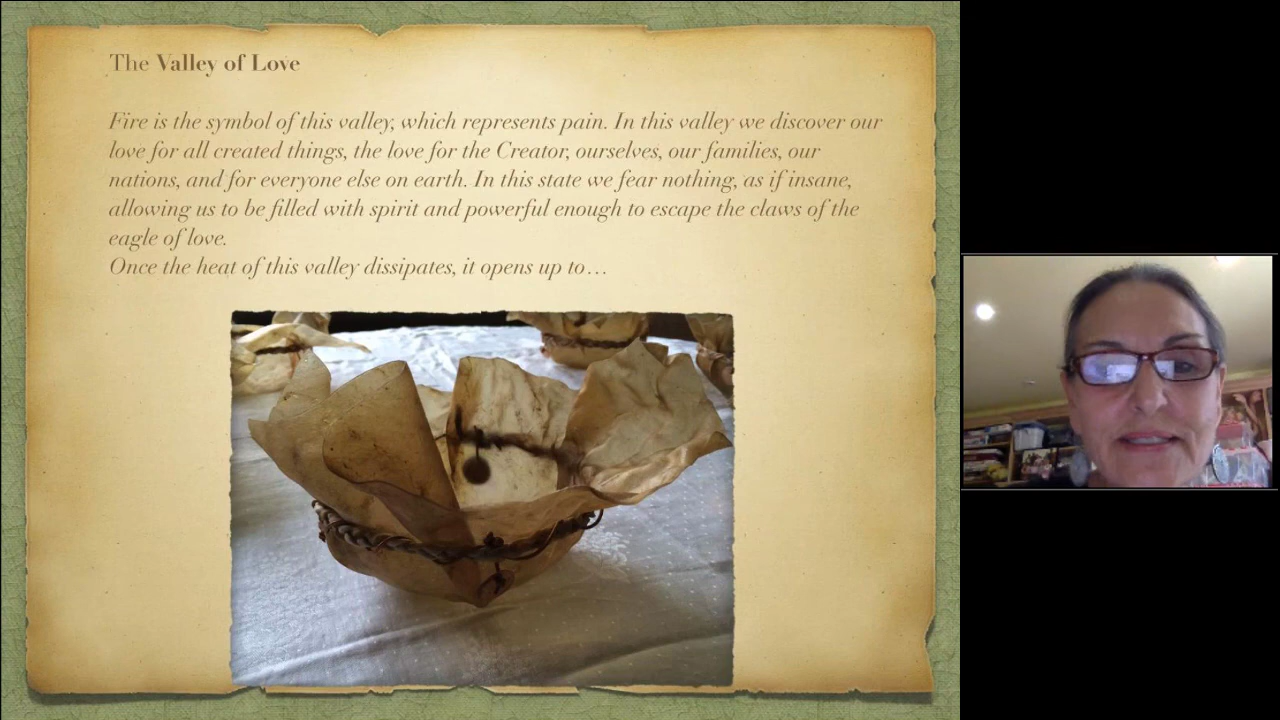 The Valley of Love
Fire is the symbol of this valley, which represents pain. In this valley we discover our
love for all created things, the love for the Creator, ourselves, our families, our
nations, and for everyone else on earth. In this state we fear nothing, as if insane,
allowing us to be filled with spirit and powerful enough to escape the claws of the
eagle of love.
Once the heat of this valley dissipates, it opens up to…